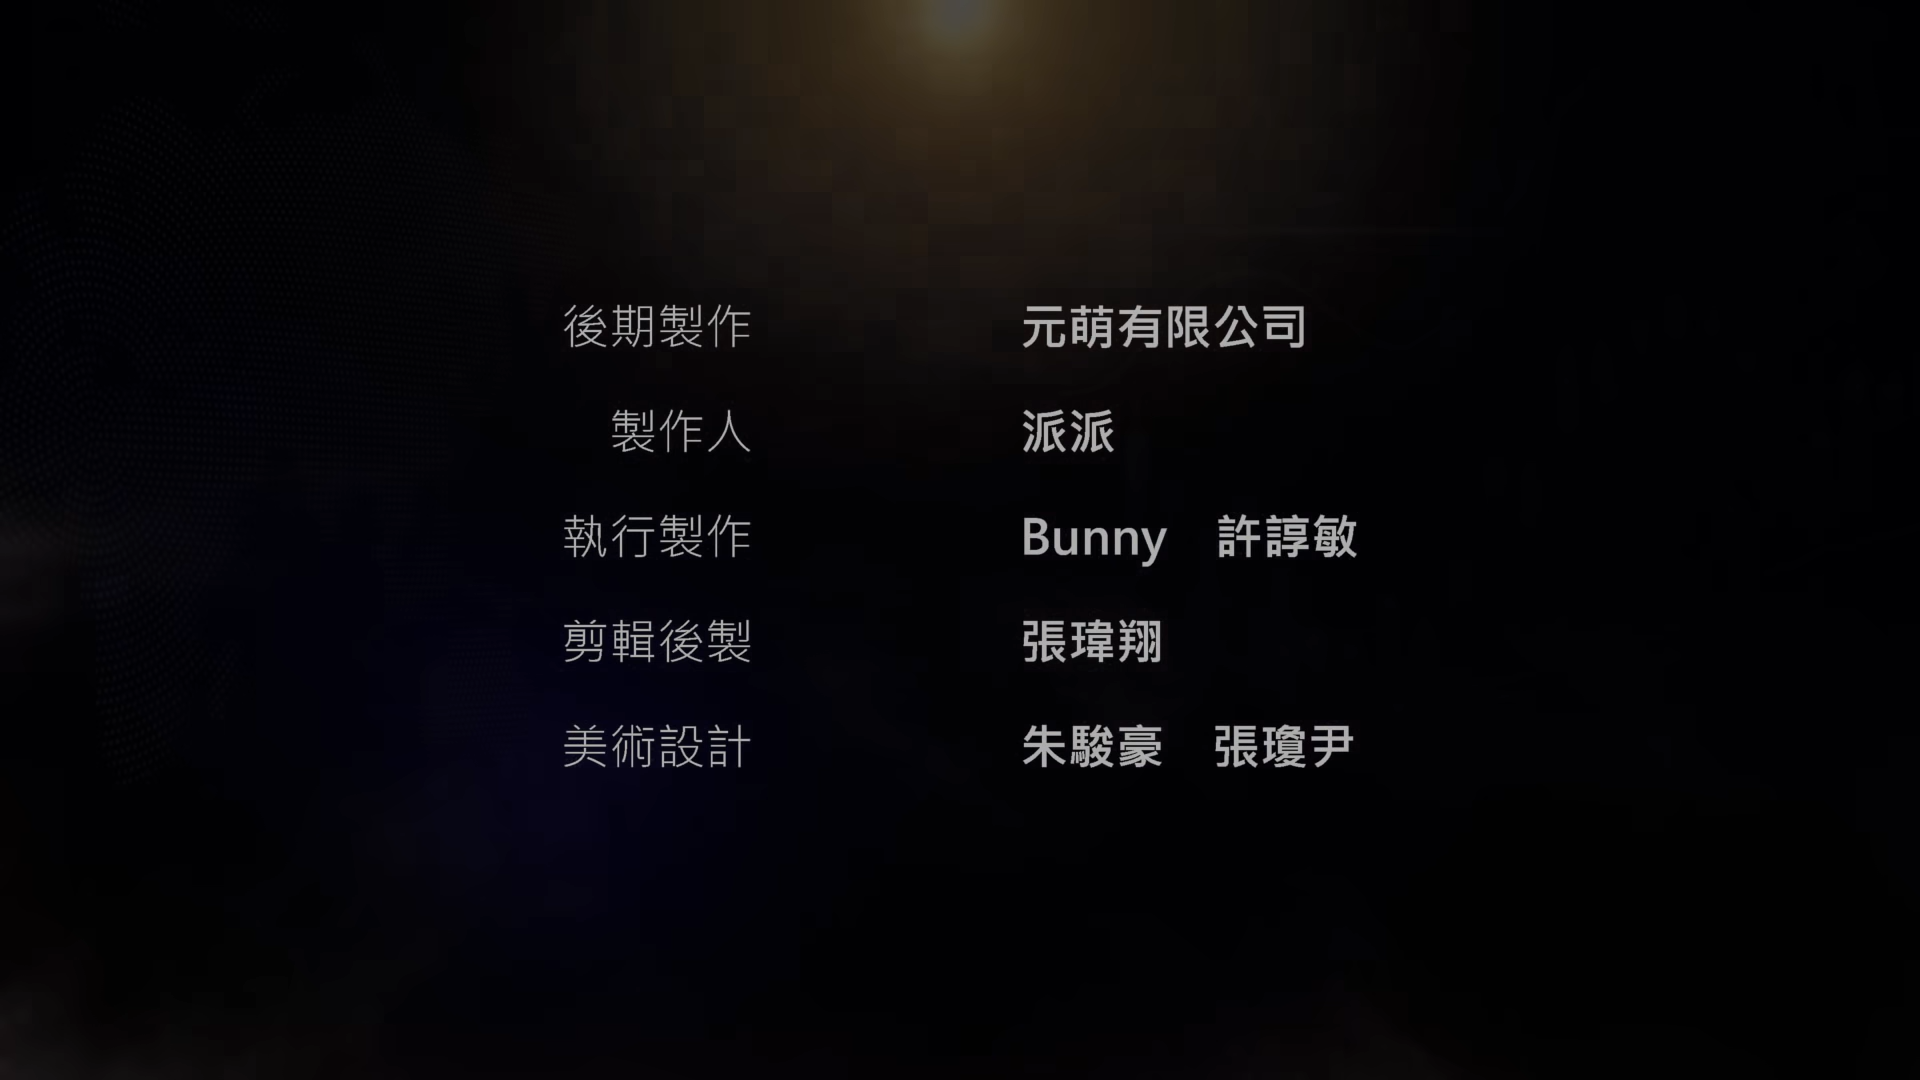 後期製作　元萌有限公司
製作人　派派
執行製作　Bunny　許諄敏
剪輯後製　張瑋翔
美術設計　朱駿豪　張瓊尹